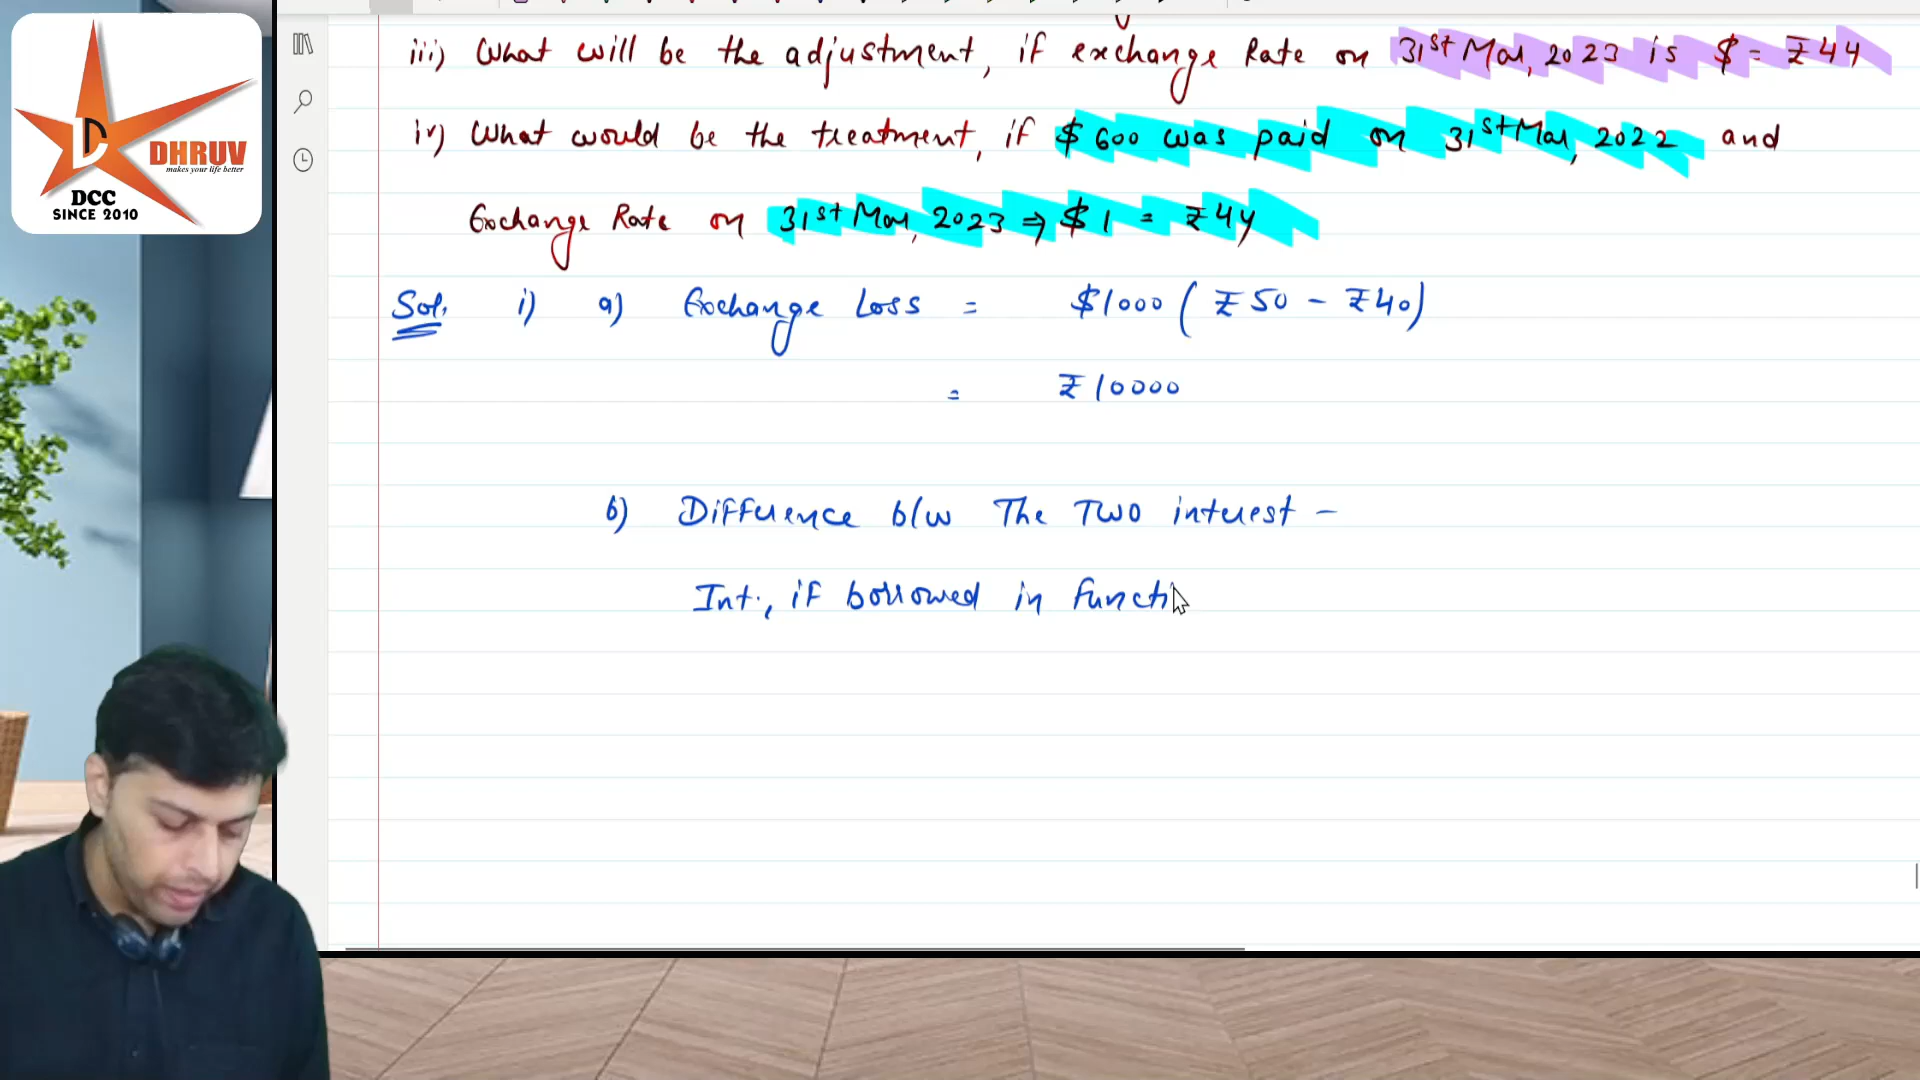 DHRUV
makes your life better
DCC
SINCE 2010
iii) What will be the adjustment, if exchange Rate on 31st Mar, 2023 is $ = ₹44
iv) What would be the treatment, if $ 600 was paid on 31st Mar, 2022 and
Exchange Rate on 31st Mar, 2023 ⇒ $ 1 = ₹44
Sol. i) a) Exchange Loss = $1000 ( ₹50 - ₹40)
= ₹10000
b) Difference b/w The Two interest -
Int., if borrowed in Functi